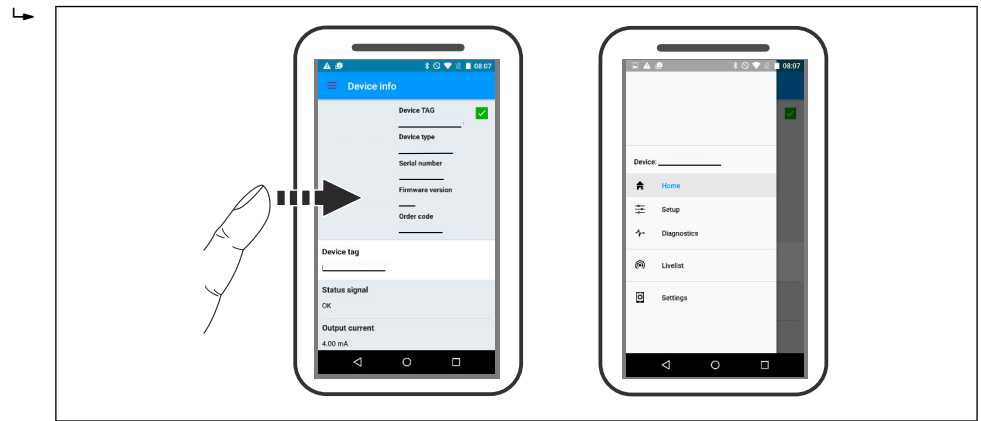 08:07
Device info
Device TAG
Device type
Serial number
Firmware version
Order code
Device tag
Status signal
OK
Output current
4.00 mA
08:07
Device:
Home
Setup
Diagnostics
Livelist
Settings